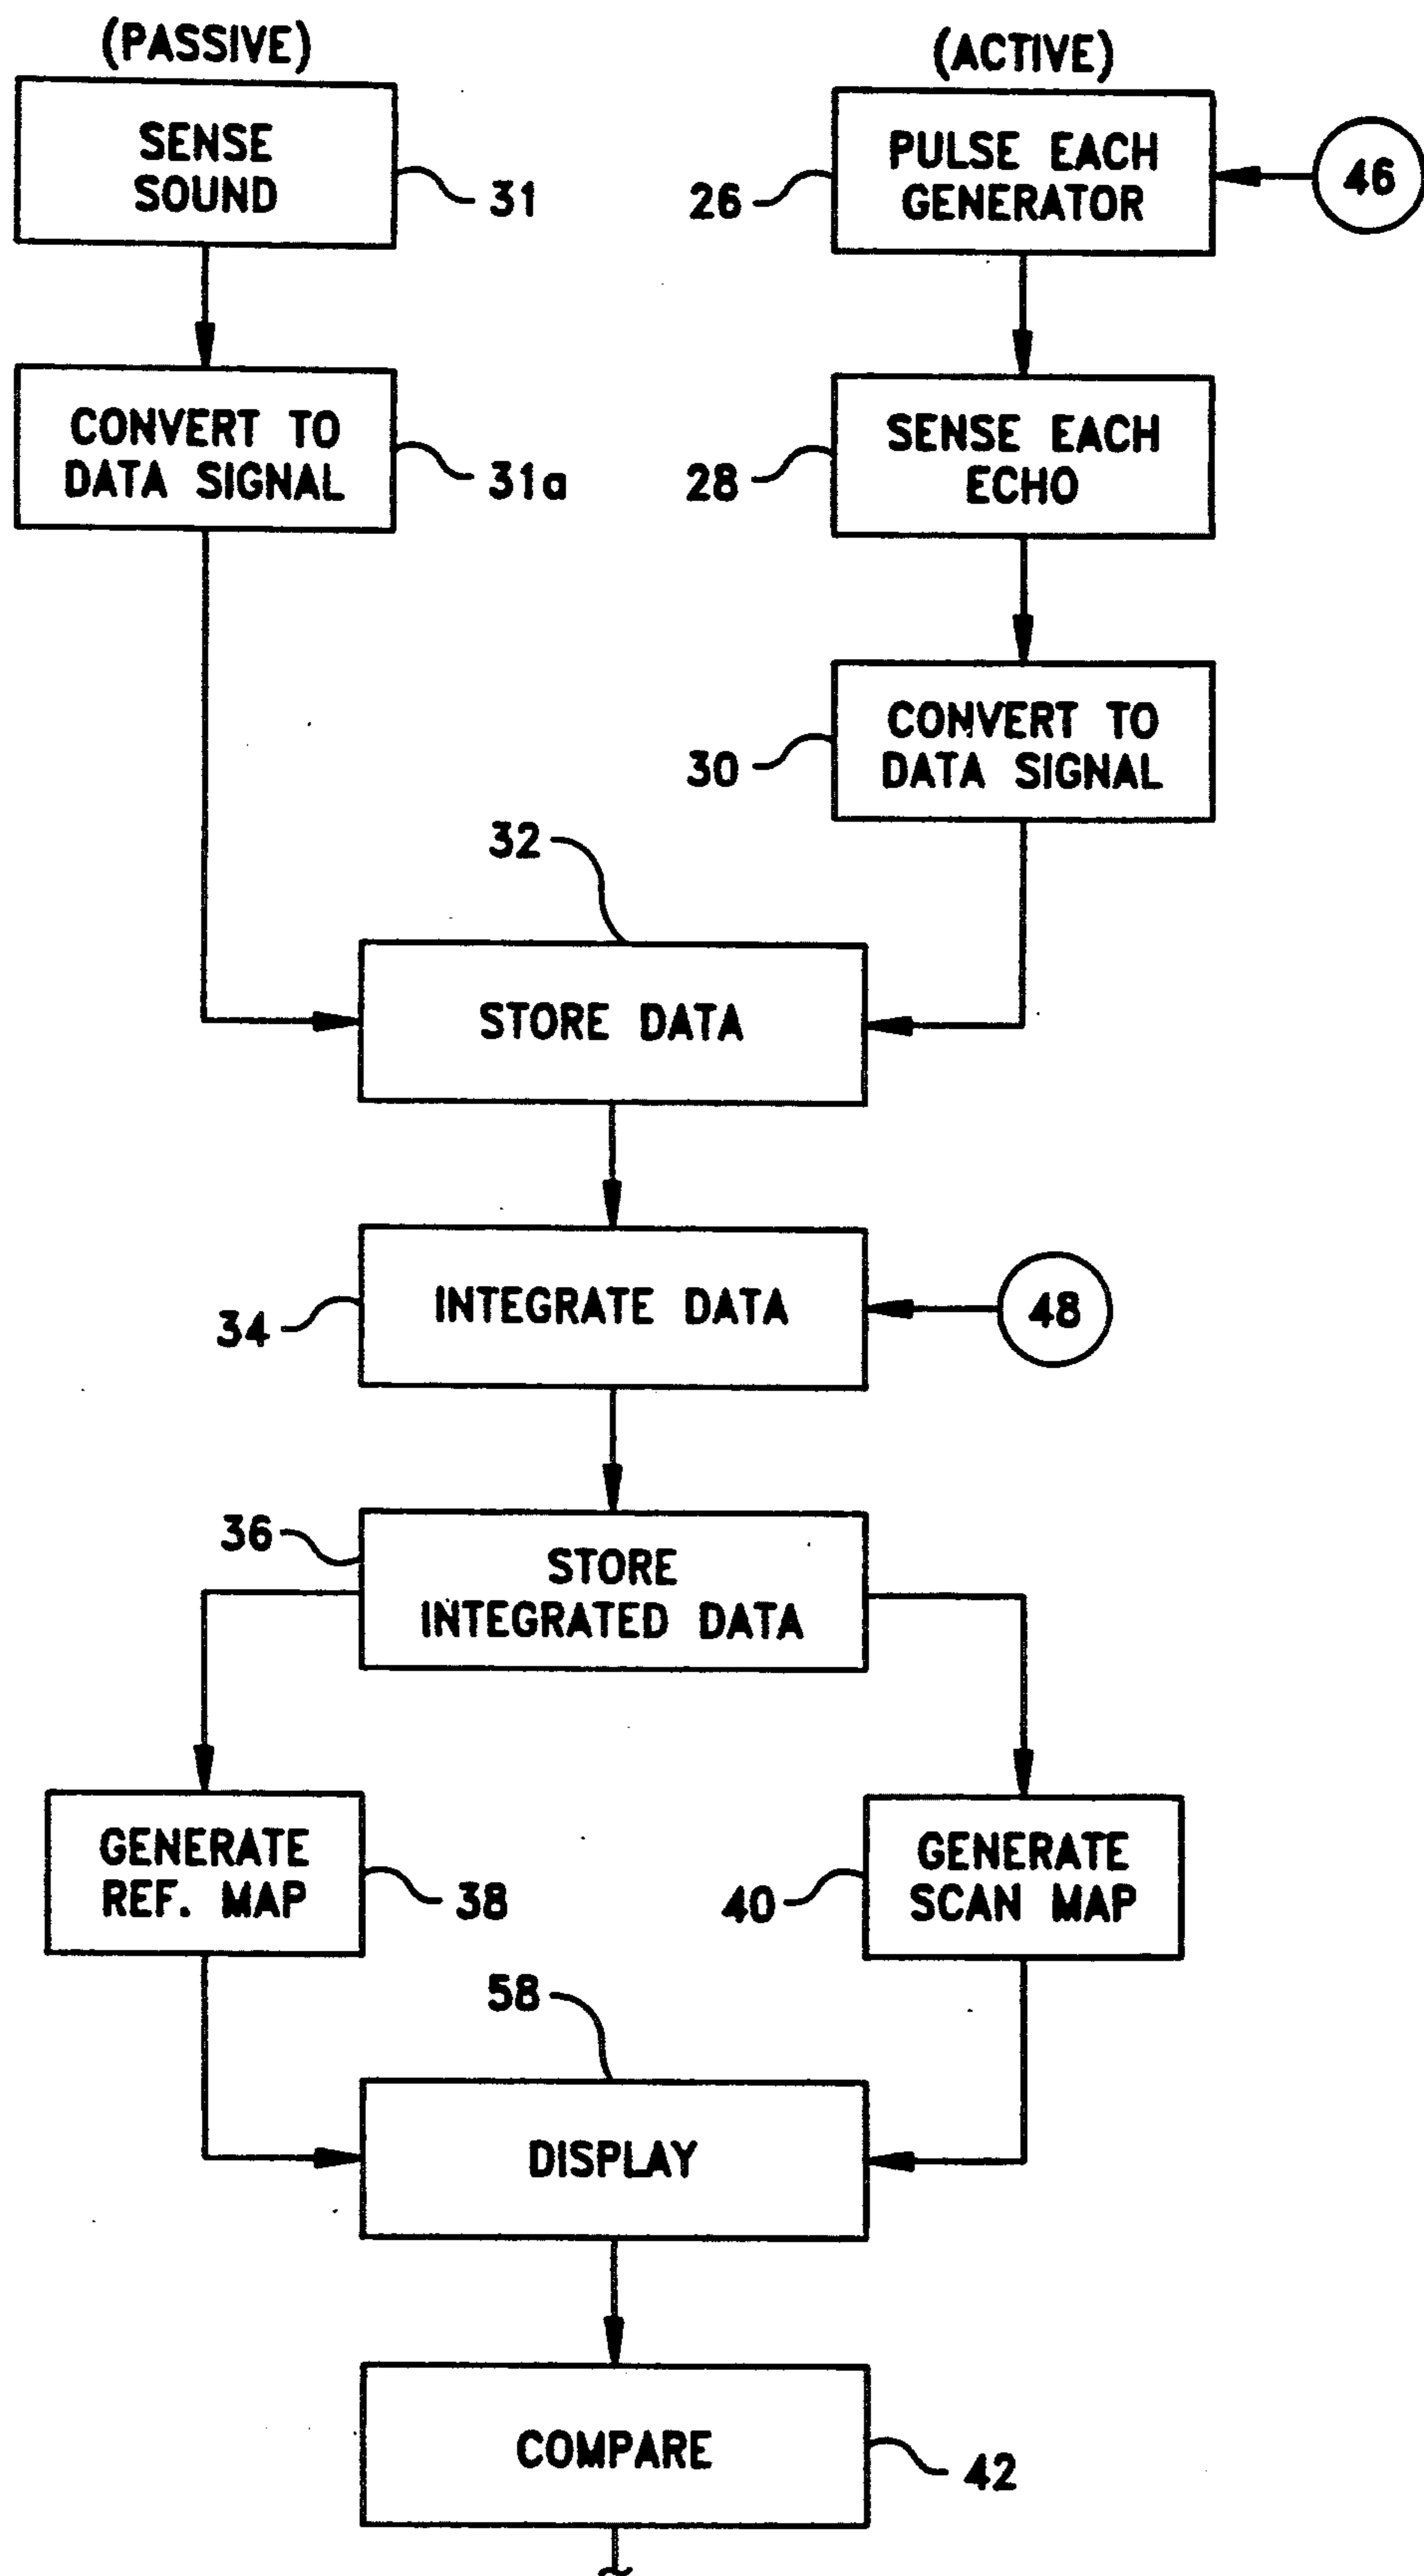 (PASSIVE)
(ACTIVE)
SENSE
SOUND
31
26
PULSE EACH
GENERATOR
46
CONVERT TO
DATA SIGNAL
31a
28
SENSE EACH
ECHO
30
CONVERT TO
DATA SIGNAL
32
STORE DATA
34
INTEGRATE DATA
48
36
STORE
INTEGRATED DATA
GENERATE
REF. MAP
38
40
GENERATE
SCAN MAP
58
DISPLAY
COMPARE
42